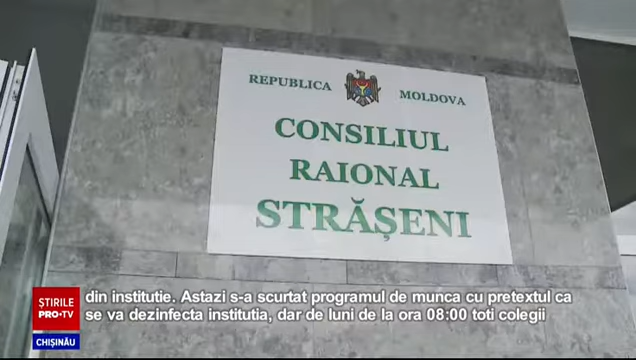 REPUBLICA MOLDOVA
CONSILIUL
RAIONAL
STRĂȘENI
din institutie. Astazi s-a scurtat programul de munca cu pretextul ca
se va dezinfecta institutia, dar de luni de la ora 08:00 toti colegii
ȘTIRILE
PRO•TV
CHIȘINĂU